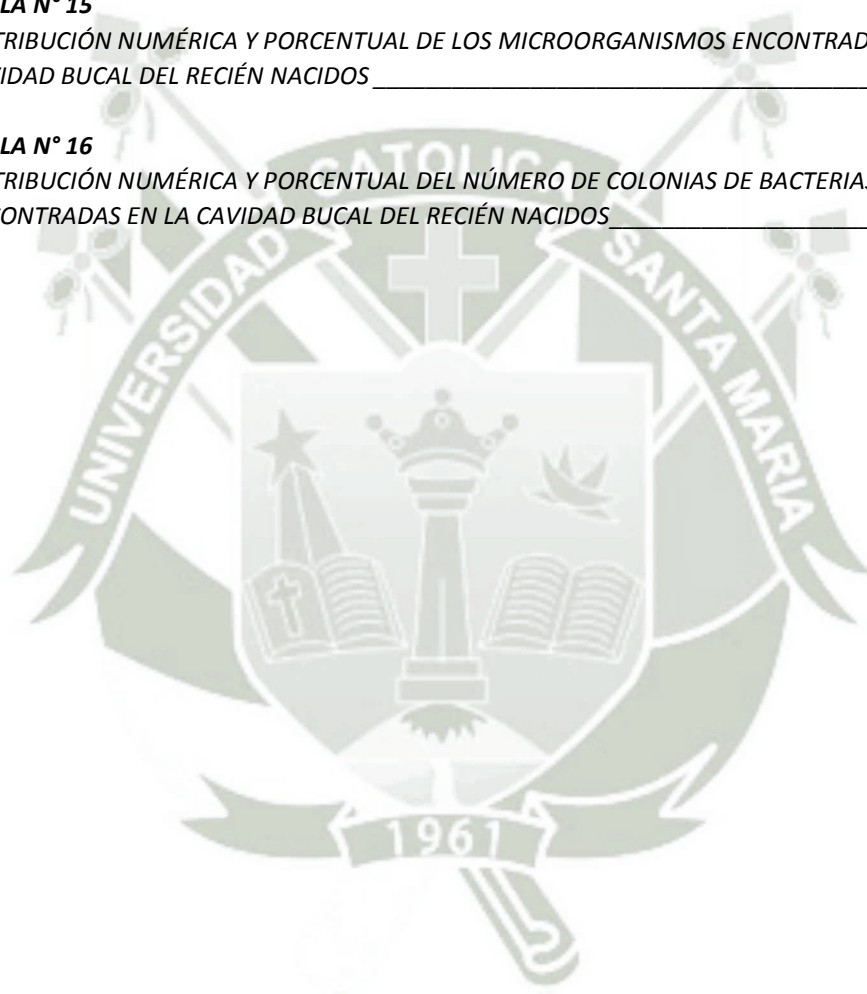 LA N° 15
TRIBUCIÓN NUMÉRICA Y PORCENTUAL DE LOS MICROORGANISMOS ENCONTRAD
IDAD BUCAL DEL RECIÉN NACIDOS
LA N° 16
TRIBUCIÓN NUMÉRICA Y PORCENTUAL DEL NÚMERO DE COLONIAS DE BACTERIAS
ONTRADAS EN LA CAVIDAD BUCAL DEL RECIÉN NACIDOS
UNIVERSIDAD CATOLICA SANTA MARIA
1961